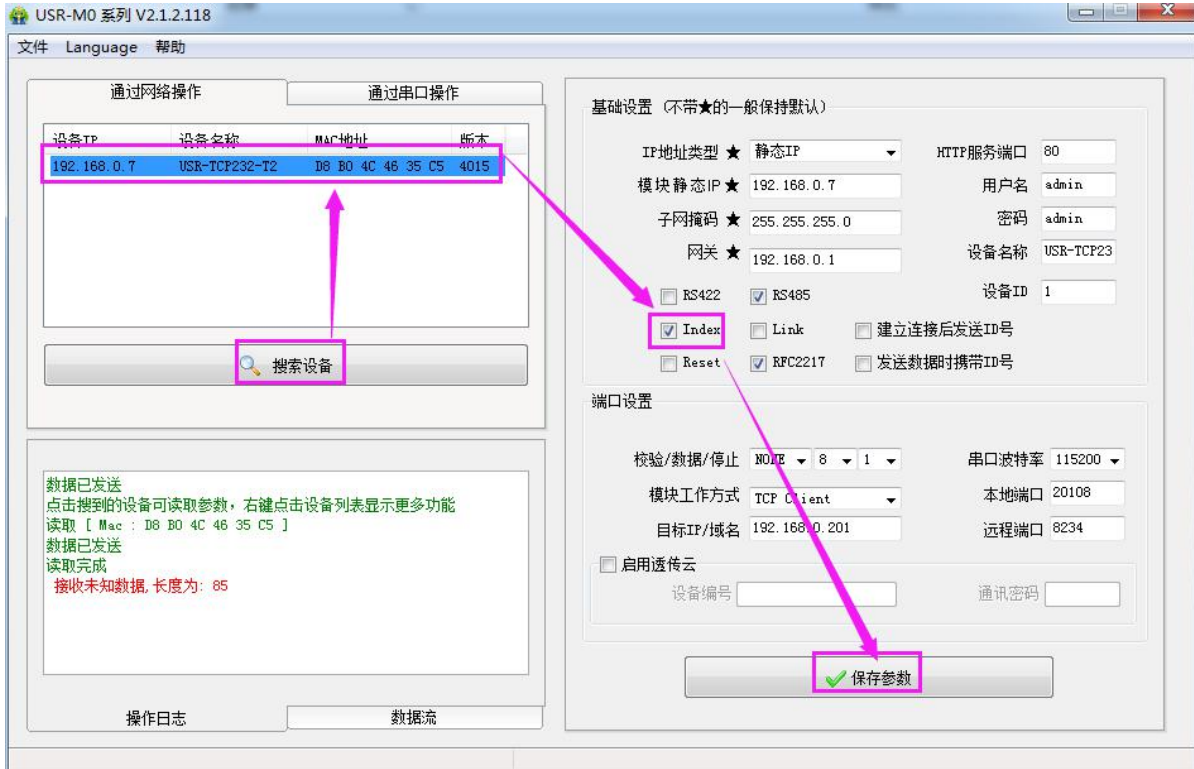 USR-M0 系列 V2.1.2.118
文件 Language 帮助
通过网络操作 通过串口操作
设备IP 设备名称 MAC地址 版本
192.168.0.7 USR-TCP232-T2 D8 B0 4C 46 35 C5 4015
搜索设备
数据已发送
点击搜到的设备可读取参数，右键点击设备列表显示更多功能
读取 [ Mac : D8 B0 4C 46 35 C5 ]
数据已发送
读取完成
接收未知数据,长度为: 85
操作日志 数据流
基础设置（不带★的一般保持默认）
IP地址类型 ★ 静态IP HTTP服务端口 80
模块静态IP ★ 192.168.0.7 用户名 admin
子网掩码 ★ 255.255.255.0 密码 admin
网关 ★ 192.168.0.1 设备名称 USR-TCP23
RS422 RS485 设备ID 1
Index Link 建立连接后发送ID号
Reset RFC2217 发送数据时携带ID号
端口设置
校验/数据/停止 NONE 8 1 串口波特率 115200
模块工作方式 TCP Client 本地端口 20108
目标IP/域名 192.168.0.201 远程端口 8234
启用透传云
设备编号 通讯密码
保存参数